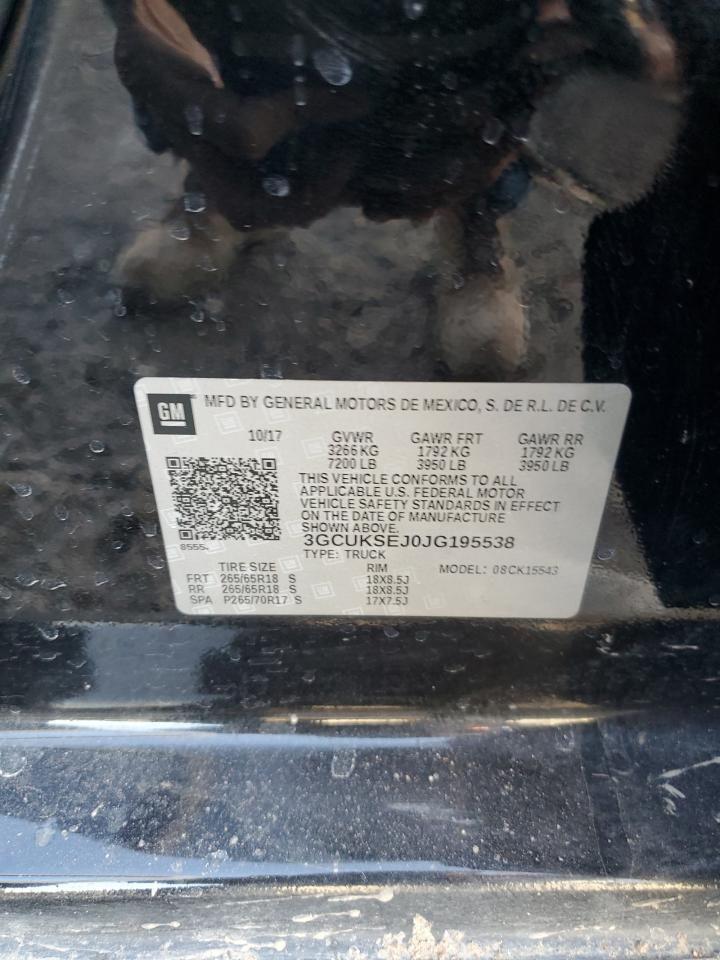 GM ® MFD BY GENERAL MOTORS DE MEXICO, S. DE R.L. DE C.V.
10/17 GVWR GAWR FRT GAWR RR
3266 KG 1792 KG 1792 KG
7200 LB 3950 LB 3950 LB
THIS VEHICLE CONFORMS TO ALL
APPLICABLE U.S. FEDERAL MOTOR
VEHICLE SAFETY STANDARDS IN EFFECT
ON THE DATE OF MANUFACTURE
SHOWN ABOVE.
3GCUKSEJ0JG195538
TYPE: TRUCK
TIRE SIZE RIM MODEL: 08CK15543
FRT 265/65R18 S 18X8.5J
RR 265/65R18 S 18X8.5J
SPA P265/70R17 S 17X7.5J